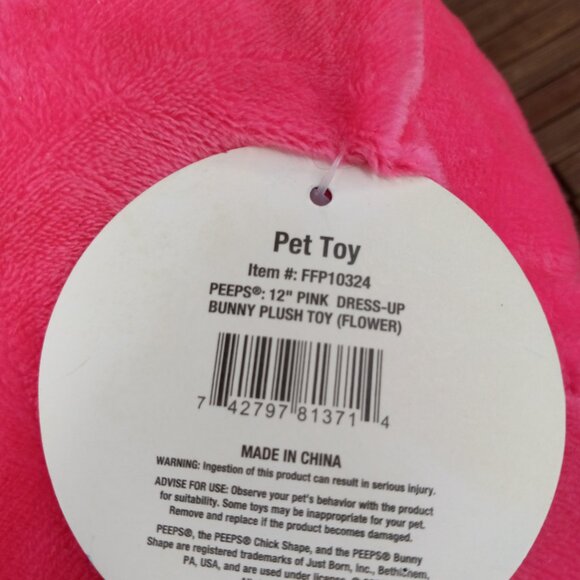 Pet Toy
Item #: FFP10324
PEEPS®: 12" PINK DRESS-UP
BUNNY PLUSH TOY (FLOWER)
7 42797 81371 4
MADE IN CHINA
WARNING: Ingestion of this product can result in serious injury.
ADVISE FOR USE: Observe your pet's behavior with the product
for suitability. Some toys may be inappropriate for your pet.
Remove and replace if the product becomes damaged.
PEEPS®, the PEEPS® Chick Shape, and the PEEPS® Bunny
Shape are registered trademarks of Just Born, Inc., Bethlehem,
PA, USA, and are used under license. ©